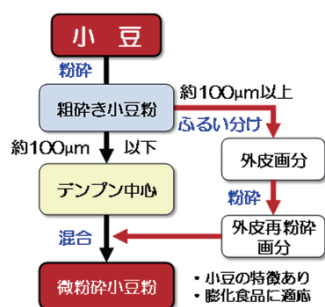 小 豆
粉砕
粗砕き小豆粉
約100μm以上
ふるい分け
約100μm 以下
外皮画分
デンプン中心
粉砕
混合
外皮再粉砕
画分
微粉砕小豆粉
・小豆の特徴あり
・膨化食品に適応